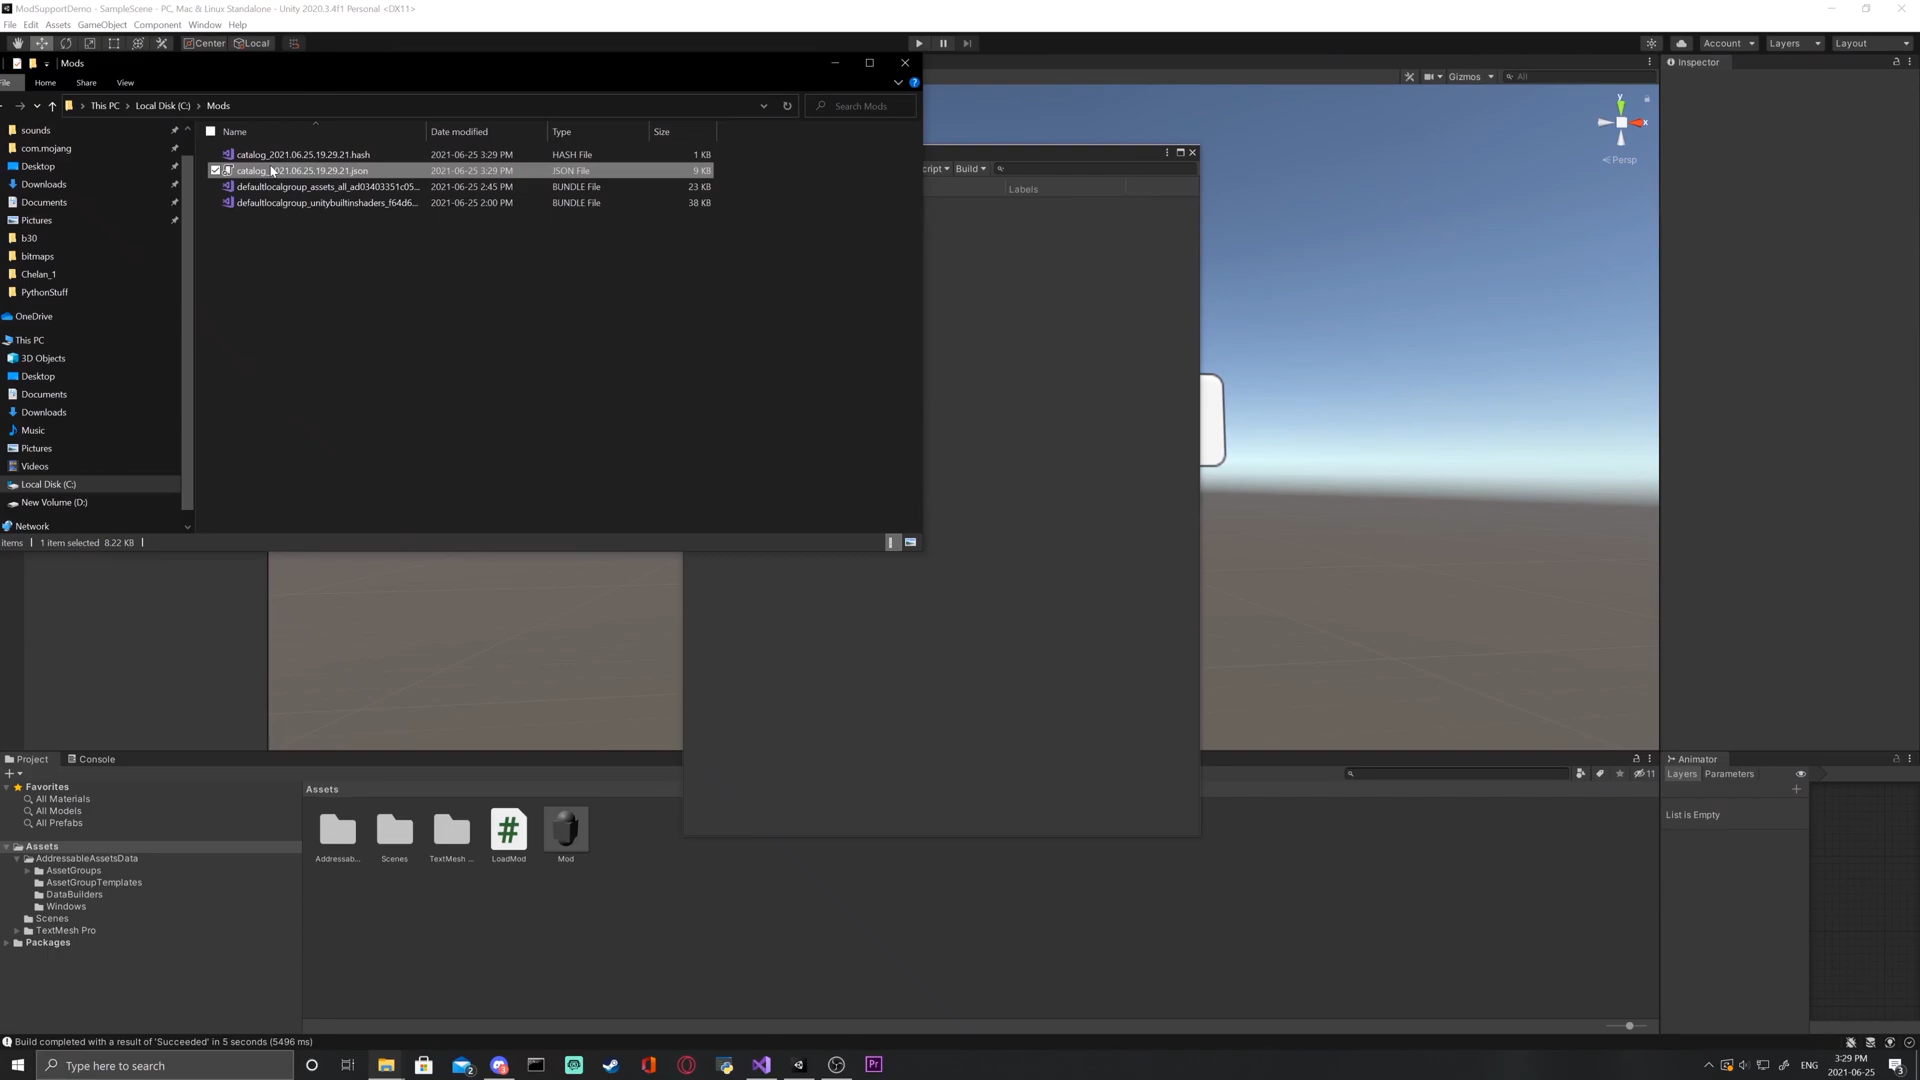 ModSupportDemo - SampleScene - PC, Mac & Linux Standalone - Unity 2020.3.4f1 Personal <DX11>
File Edit Assets GameObject Component Window Help
Center Local
Account Layers Layout
Mods
File Home Share View
This PC Local Disk (C:) Mods
Search Mods
Gizmos All
Inspector
Name Date modified Type Size
catalog_2021.06.25.19.29.21.hash 2021-06-25 3:29 PM HASH File 1 KB
catalog_2021.06.25.19.29.21.json 2021-06-25 3:29 PM JSON File 9 KB
defaultlocalgroup_assets_all_ad03403351c05... 2021-06-25 2:45 PM BUNDLE File 23 KB
defaultlocalgroup_unitybuiltinshaders_f64d6... 2021-06-25 2:00 PM BUNDLE File 38 KB
sounds
com.mojang
Desktop
Downloads
Documents
Pictures
b30
bitmaps
Chelan_1
PythonStuff
OneDrive
This PC
3D Objects
Desktop
Documents
Downloads
Music
Pictures
Videos
Local Disk (C:)
New Volume (D:)
Network
items 1 item selected 8.22 KB
cript Build
Labels
y
x
Persp
Project Console
Favorites
All Materials
All Models
All Prefabs
Assets
AddressableAssetsData
AssetGroups
AssetGroupTemplates
DataBuilders
Windows
Scenes
TextMesh Pro
Packages
Assets
Addressab... Scenes TextMesh ... LoadMod Mod
11
Animator
Layers Parameters
List is Empty
Build completed with a result of 'Succeeded' in 5 seconds (5496 ms)
Type here to search
ENG
3:29 PM
2021-06-25